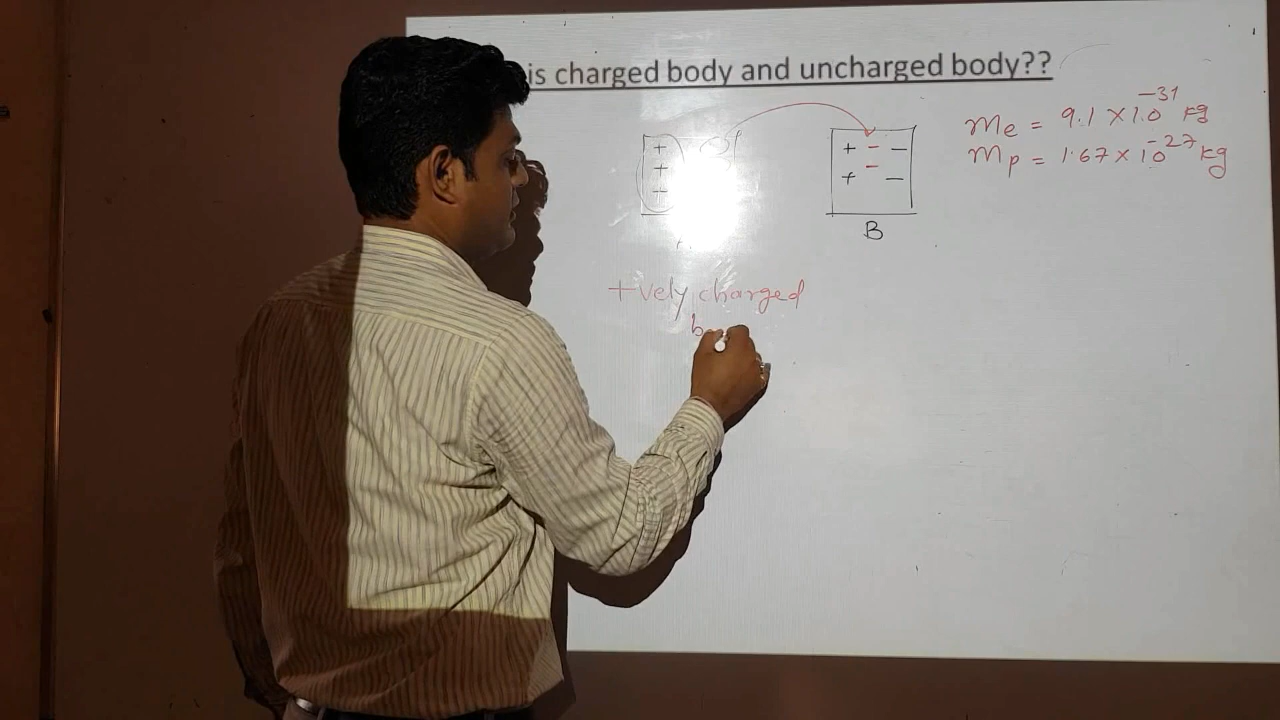 is charged body and uncharged body??
me = 9.1 × 10⁻³¹ kg
mp = 1.67 × 10⁻²⁷ kg
+ - -
+ - -
+
+
+
B
+vely charged